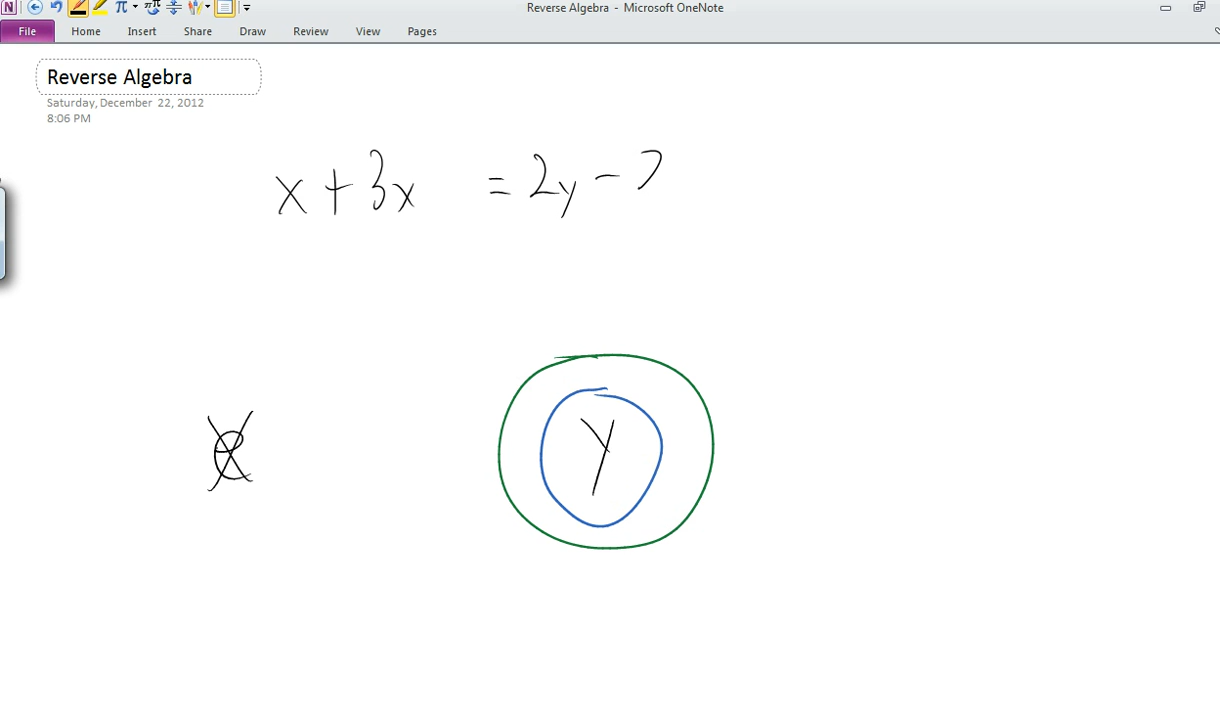 Reverse Algebra - Microsoft OneNote
File Home Insert Share Draw Review View Pages
Reverse Algebra
Saturday, December 22, 2012
8:06 PM
x + 3x = 2y - 7
y